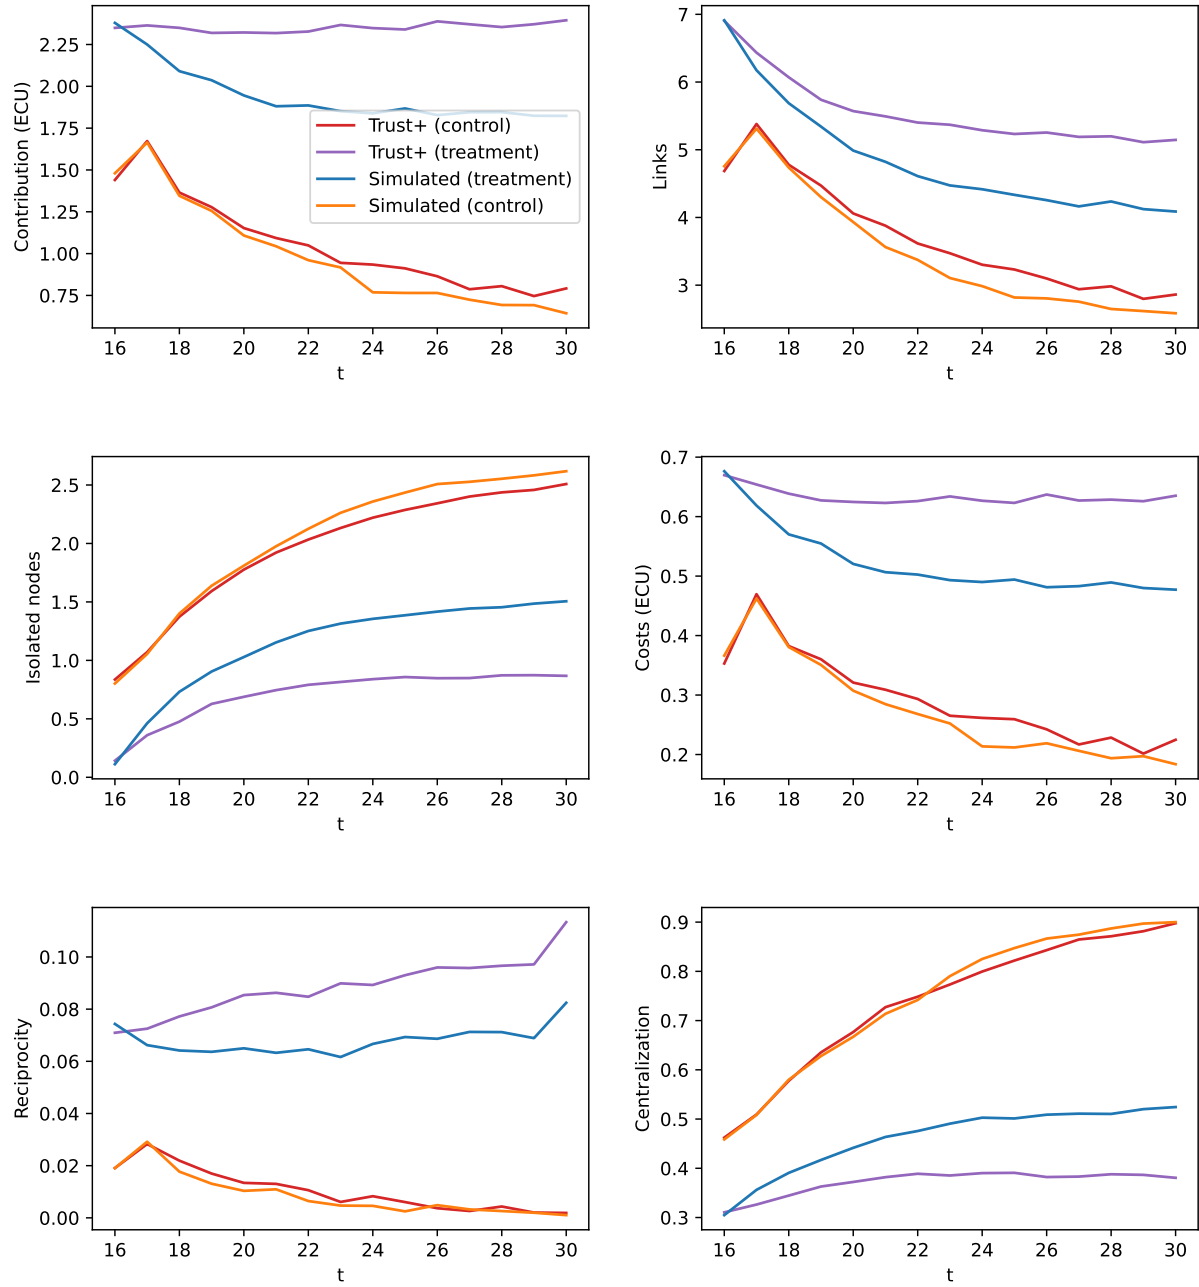 Contribution (ECU)
2.25
2.00
1.75
1.50
1.25
1.00
0.75
16 18 20 22 24 26 28 30
t
Trust+ (control)
Trust+ (treatment)
Simulated (treatment)
Simulated (control)
Links
7
6
5
4
3
16 18 20 22 24 26 28 30
t
Isolated nodes
2.5
2.0
1.5
1.0
0.5
0.0
16 18 20 22 24 26 28 30
t
Costs (ECU)
0.7
0.6
0.5
0.4
0.3
0.2
16 18 20 22 24 26 28 30
t
Reciprocity
0.10
0.08
0.06
0.04
0.02
0.00
16 18 20 22 24 26 28 30
t
Centralization
0.9
0.8
0.7
0.6
0.5
0.4
0.3
16 18 20 22 24 26 28 30
t